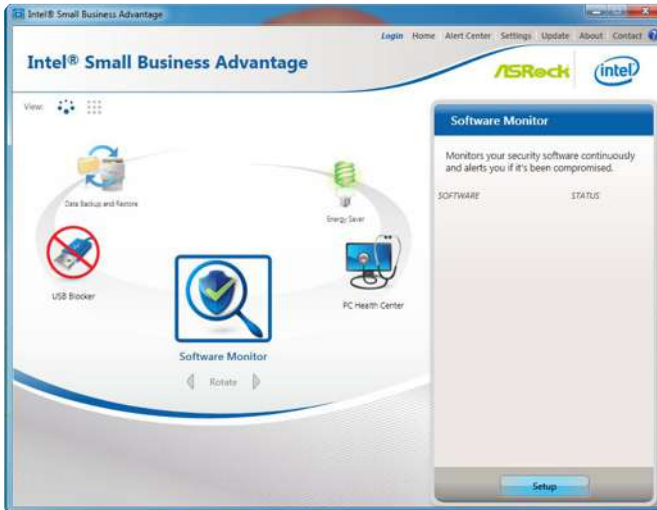 Intel® Small Business Advantage
Login Home Alert Center Settings Update About Contact ?
Intel® Small Business Advantage
ASRock
intel
View:
Software Monitor
Monitors your security software continuously
and alerts you if it's been compromised.
SOFTWARE STATUS
Data Backup and Restore
Energy Saver
USB Blocker
PC Health Center
Software Monitor
Rotate
Setup